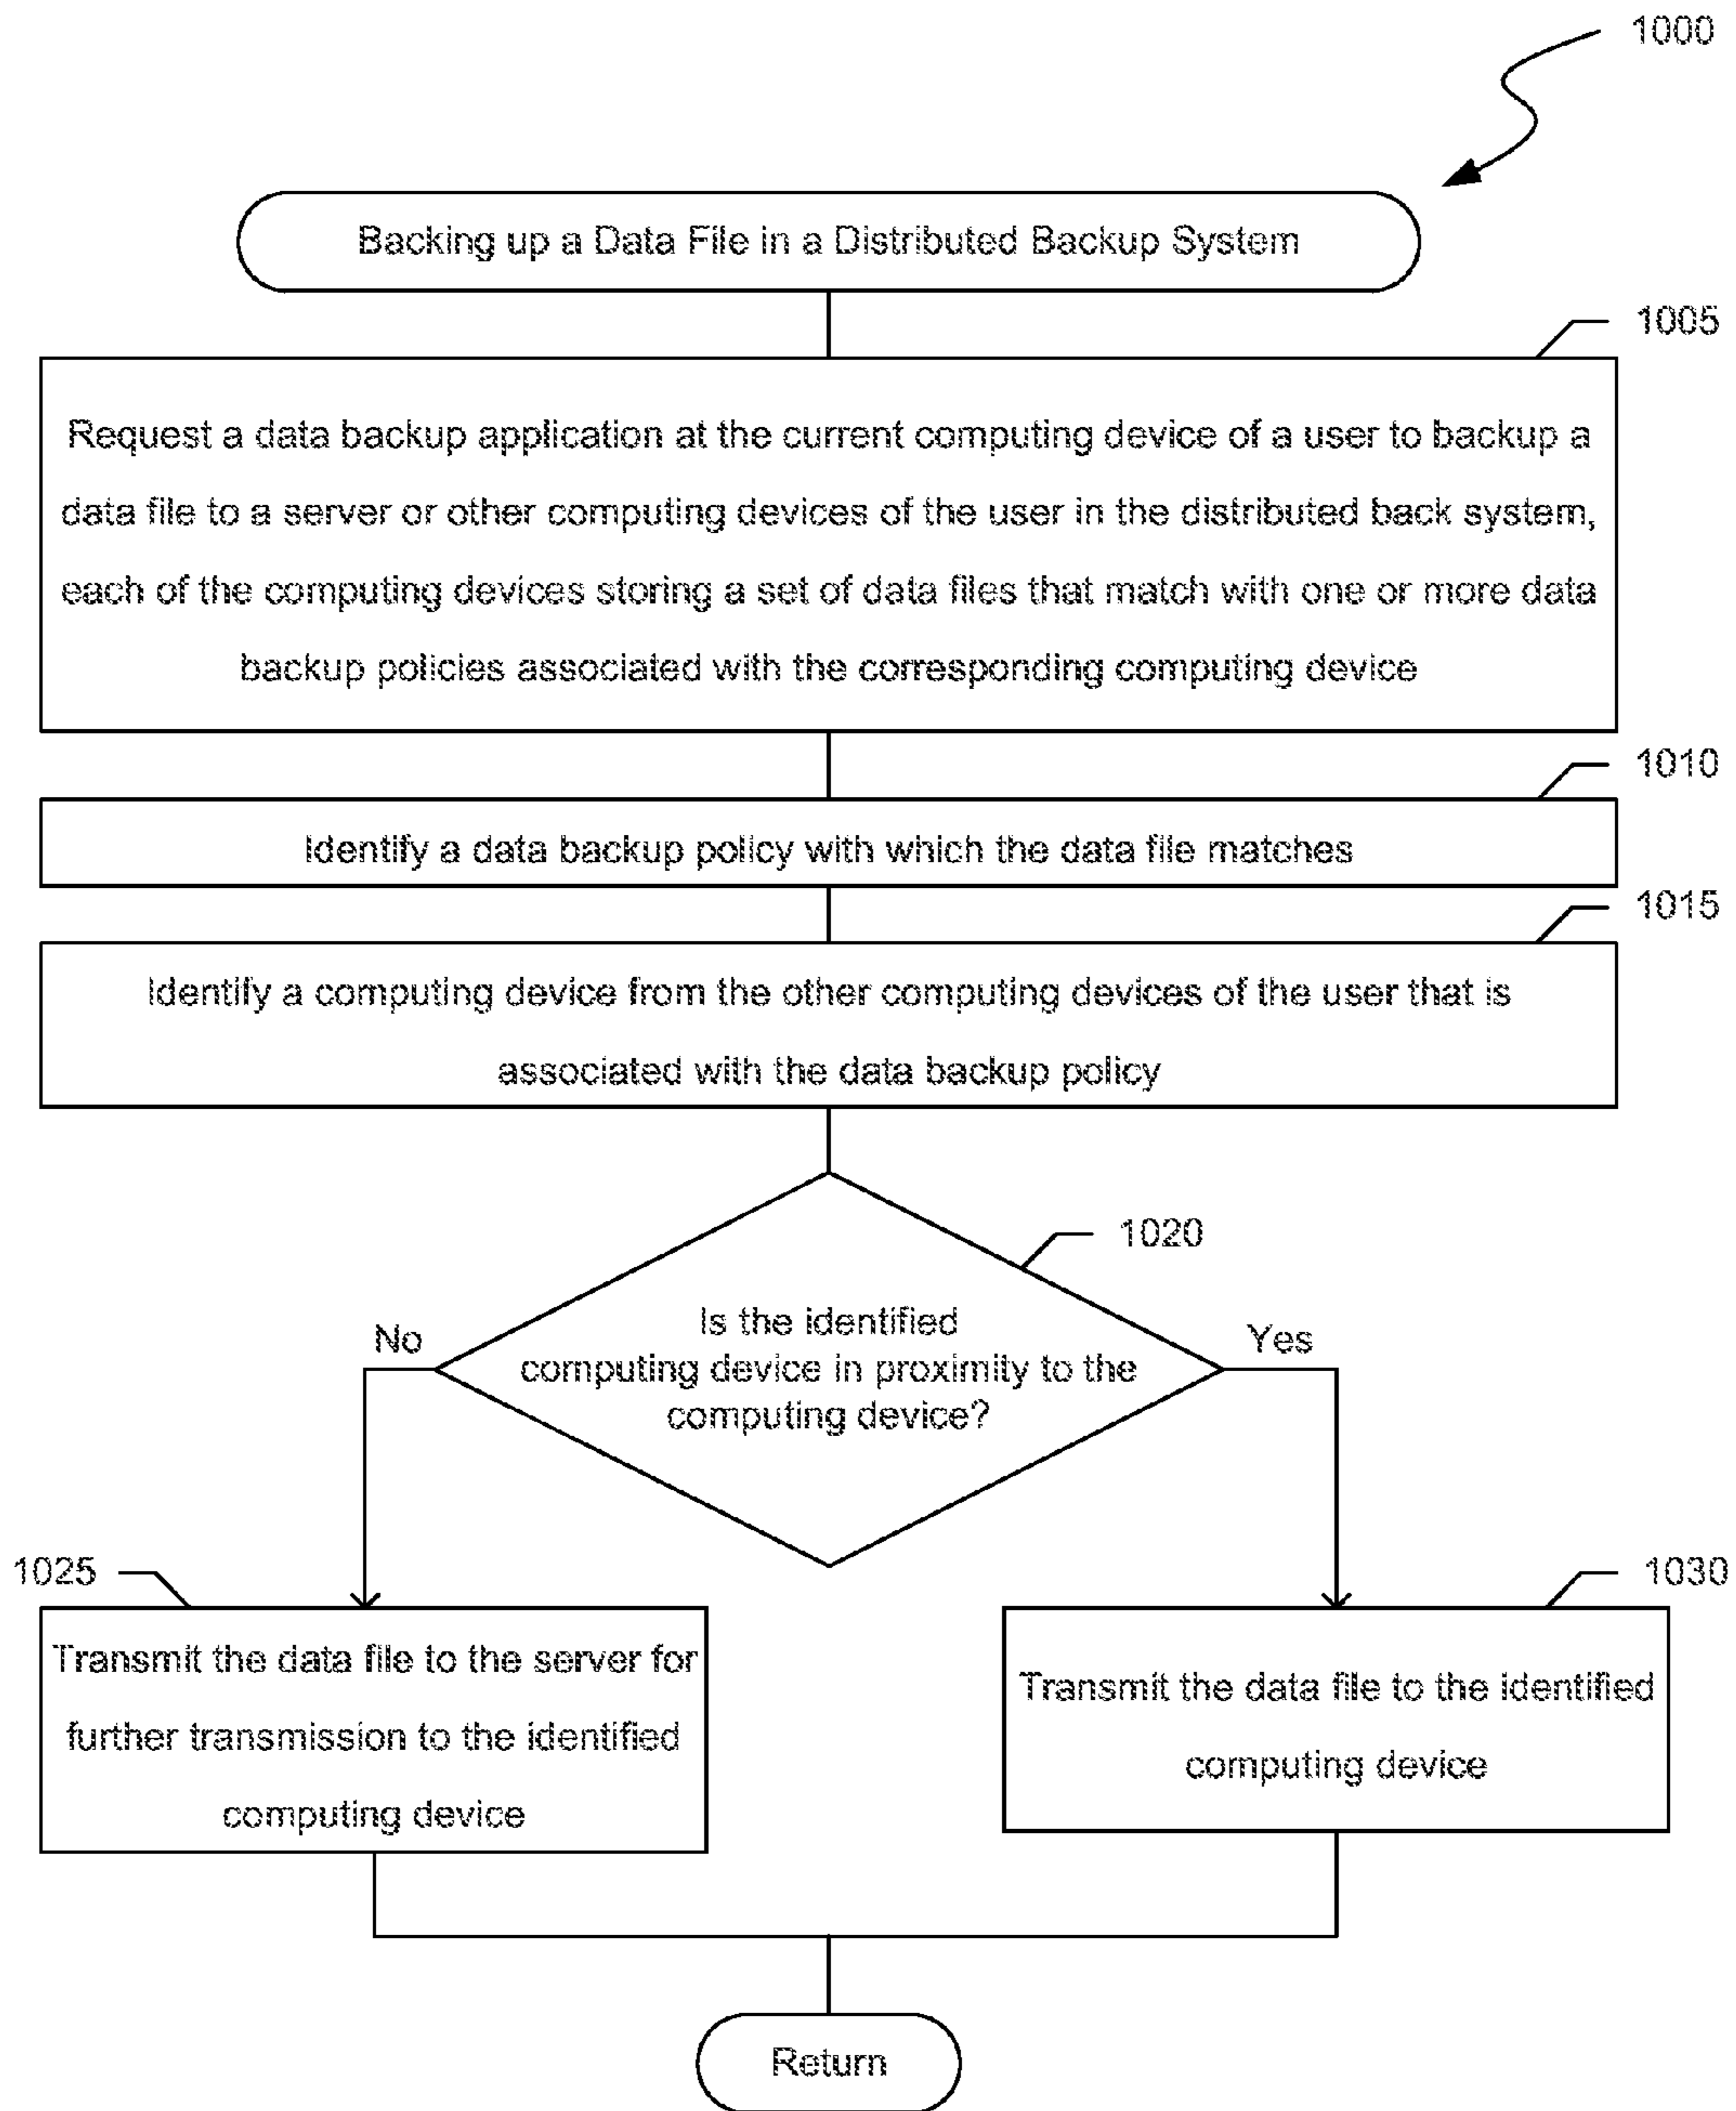 1000
Backing up a Data File in a Distributed Backup System
1005
Request a data backup application at the current computing device of a user to backup a
data file to a server or other computing devices of the user in the distributed back system,
each of the computing devices storing a set of data files that match with one or more data
backup policies associated with the corresponding computing device
1010
Identify a data backup policy with which the data file matches
1015
Identify a computing device from the other computing devices of the user that is
associated with the data backup policy
1020
Is the identified
computing device in proximity to the
computing device?
No
Yes
1025
Transmit the data file to the server for
further transmission to the identified
computing device
1030
Transmit the data file to the identified
computing device
Return